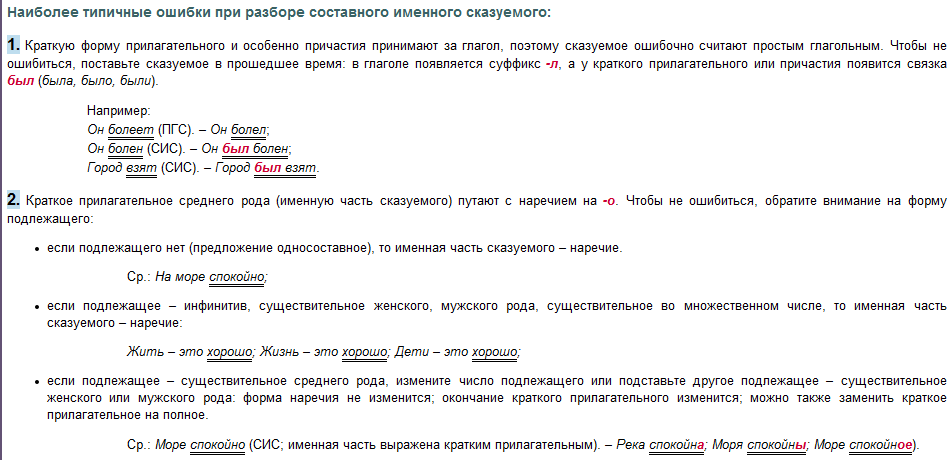 Наиболее типичные ошибки при разборе составного именного сказуемого:
1. Краткую форму прилагательного и особенно причастия принимают за глагол, поэтому сказуемое ошибочно считают простым глагольным. Чтобы не
ошибиться, поставьте сказуемое в прошедшее время: в глаголе появляется суффикс -л, а у краткого прилагательного или причастия появится связка
был (была, было, были).
Например:
Он болеет (ПГС). – Он болел;
Он болен (СИС). – Он был болен;
Город взят (СИС). – Город был взят.
2. Краткое прилагательное среднего рода (именную часть сказуемого) путают с наречием на -о. Чтобы не ошибиться, обратите внимание на форму
подлежащего:
• если подлежащего нет (предложение односоставное), то именная часть сказуемого – наречие.
Ср.: На море спокойно;
• если подлежащее – инфинитив, существительное женского, мужского рода, существительное во множественном числе, то именная часть
сказуемого – наречие:
Жить – это хорошо; Жизнь – это хорошо; Дети – это хорошо;
• если подлежащее – существительное среднего рода, измените число подлежащего или подставьте другое подлежащее – существительное
женского или мужского рода: форма наречия не изменится; окончание краткого прилагательного изменится; можно также заменить краткое
прилагательное на полное.
Ср.: Море спокойно (СИС; именная часть выражена кратким прилагательным). – Река спокойна; Моря спокойны; Море спокойное).